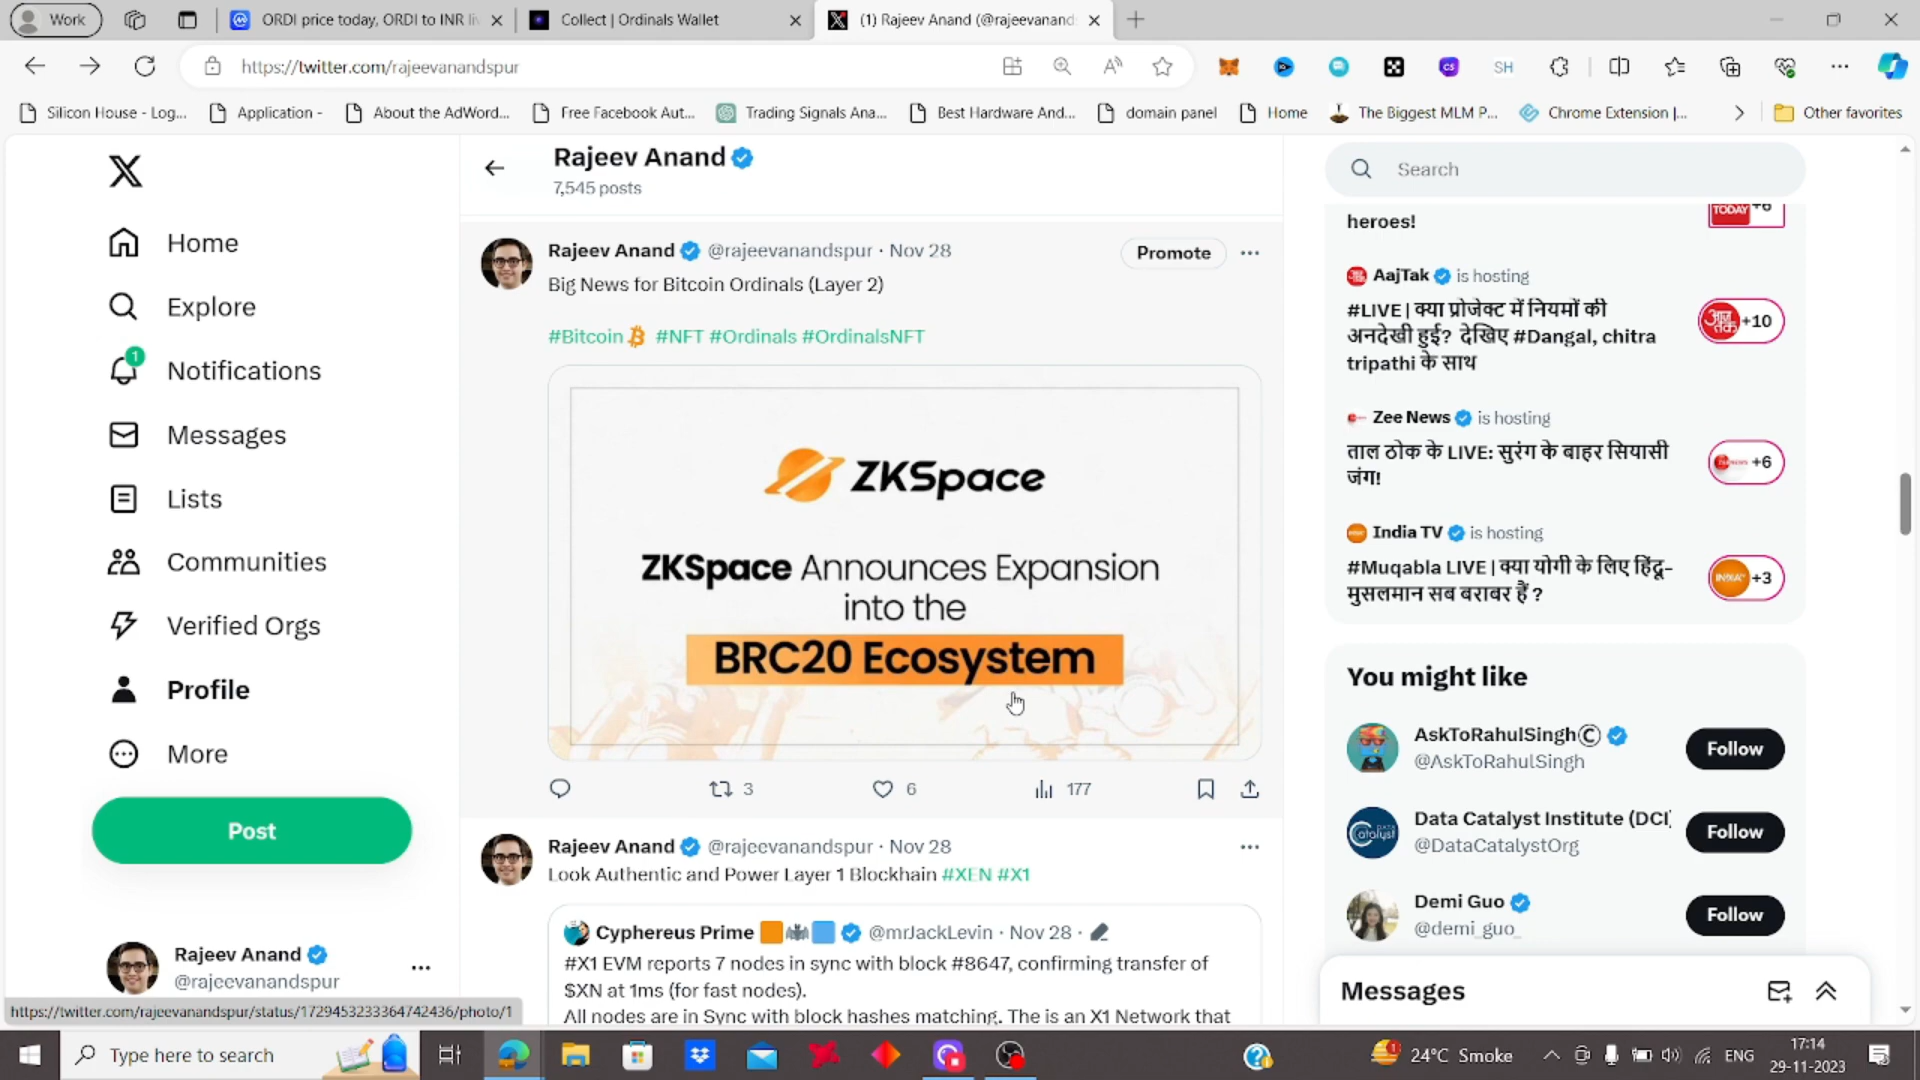 Work
ORDI price today, ORDI to INR li
Collect | Ordinals Wallet
(1) Rajeev Anand (@rajeevanand
https://twitter.com/rajeevanandspur
SH
Silicon House - Log...
Application -
About the AdWord...
Free Facebook Aut...
Trading Signals Ana...
Best Hardware And...
domain panel
Home
The Biggest MLM P...
Chrome Extension |...
Other favorites
Home
Explore
1
Notifications
Messages
Lists
Communities
Verified Orgs
Profile
More
Post
Rajeev Anand
@rajeevanandspur
https://twitter.com/rajeevanandspur/status/1729453233364742436/photo/1
Rajeev Anand
7,545 posts
Rajeev Anand @rajeevanandspur · Nov 28
Promote
Big News for Bitcoin Ordinals (Layer 2)
#Bitcoin #NFT #Ordinals #OrdinalsNFT
ZKSpace
ZKSpace Announces Expansion
into the
BRC20 Ecosystem
3
6
177
Rajeev Anand @rajeevanandspur · Nov 28
Look Authentic and Power Layer 1 Blockhain #XEN #X1
Cyphereus Prime @mrJackLevin · Nov 28 ·
#X1 EVM reports 7 nodes in sync with block #8647, confirming transfer of
$XN at 1ms (for fast nodes).
All nodes are in Sync with block hashes matching. The is an X1 Network that
Search
heroes!
TODAY +6
AajTak is hosting
#LIVE | क्या प्रोजेक्ट में नियमों की
अनदेखी हुई? देखिए #Dangal, chitra
tripathi के साथ
आज तक +10
Zee News is hosting
ताल ठोक के LIVE: सुरंग के बाहर सियासी
जंग!
+6
India TV is hosting
#Muqabla LIVE | क्या योगी के लिए हिंदू-
मुसलमान सब बराबर हैं ?
+3
You might like
AskToRahulSingh©
@AskToRahulSingh
Follow
Data Catalyst Institute (DCI)
@DataCatalystOrg
Follow
Demi Guo
@demi_guo_
Follow
Messages
Type here to search
24°C Smoke
ENG
17:14
29-11-2023